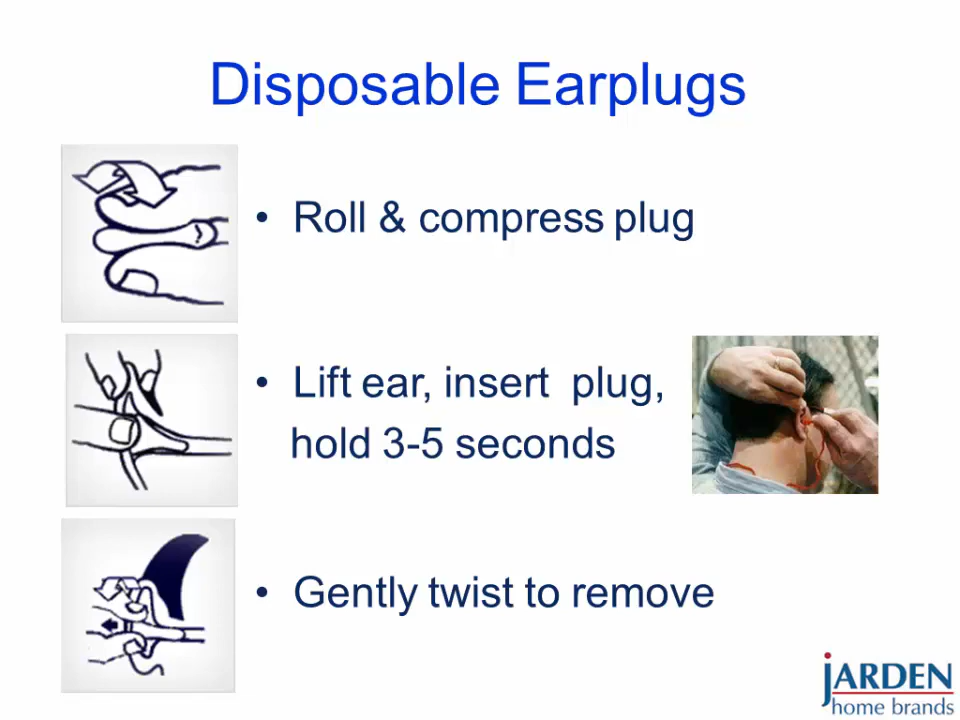 Disposable Earplugs
• Roll & compress plug
• Lift ear, insert plug,
hold 3-5 seconds
• Gently twist to remove
JARDEN
home brands